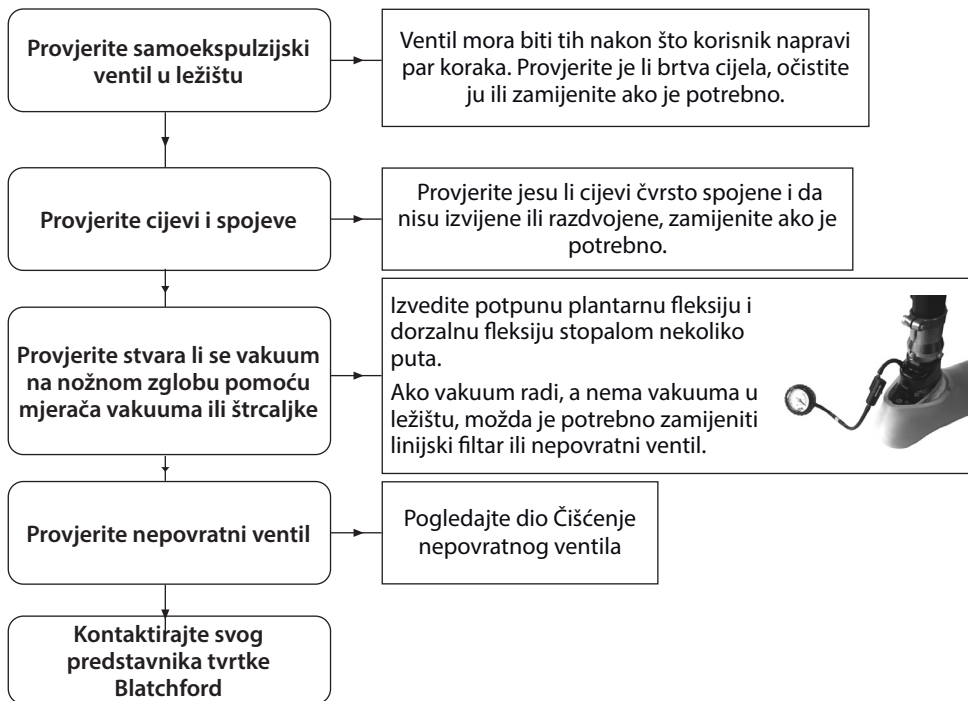 Provjerite samoekspulzijski
ventil u ležištu
Ventil mora biti tih nakon što korisnik napravi
par koraka. Provjerite je li brtva cijela, očistite
ju ili zamijenite ako je potrebno.
Provjerite cijevi i spojeve
Provjerite jesu li cijevi čvrsto spojene i da
nisu izvijene ili razdvojene, zamijenite ako je
potrebno.
Provjerite stvara li se vakuum
na nožnom zglobu pomoću
mjerača vakuuma ili štrcaljke
Izvedite potpunu plantarnu fleksiju i
dorzalnu fleksiju stopalom nekoliko
puta.
Ako vakuum radi, a nema vakuuma u
ležištu, možda je potrebno zamijeniti
linijski filtar ili nepovratni ventil.
Provjerite nepovratni ventil
Pogledajte dio Čišćenje
nepovratnog ventila
Kontaktirajte svog
predstavnika tvrtke
Blatchford